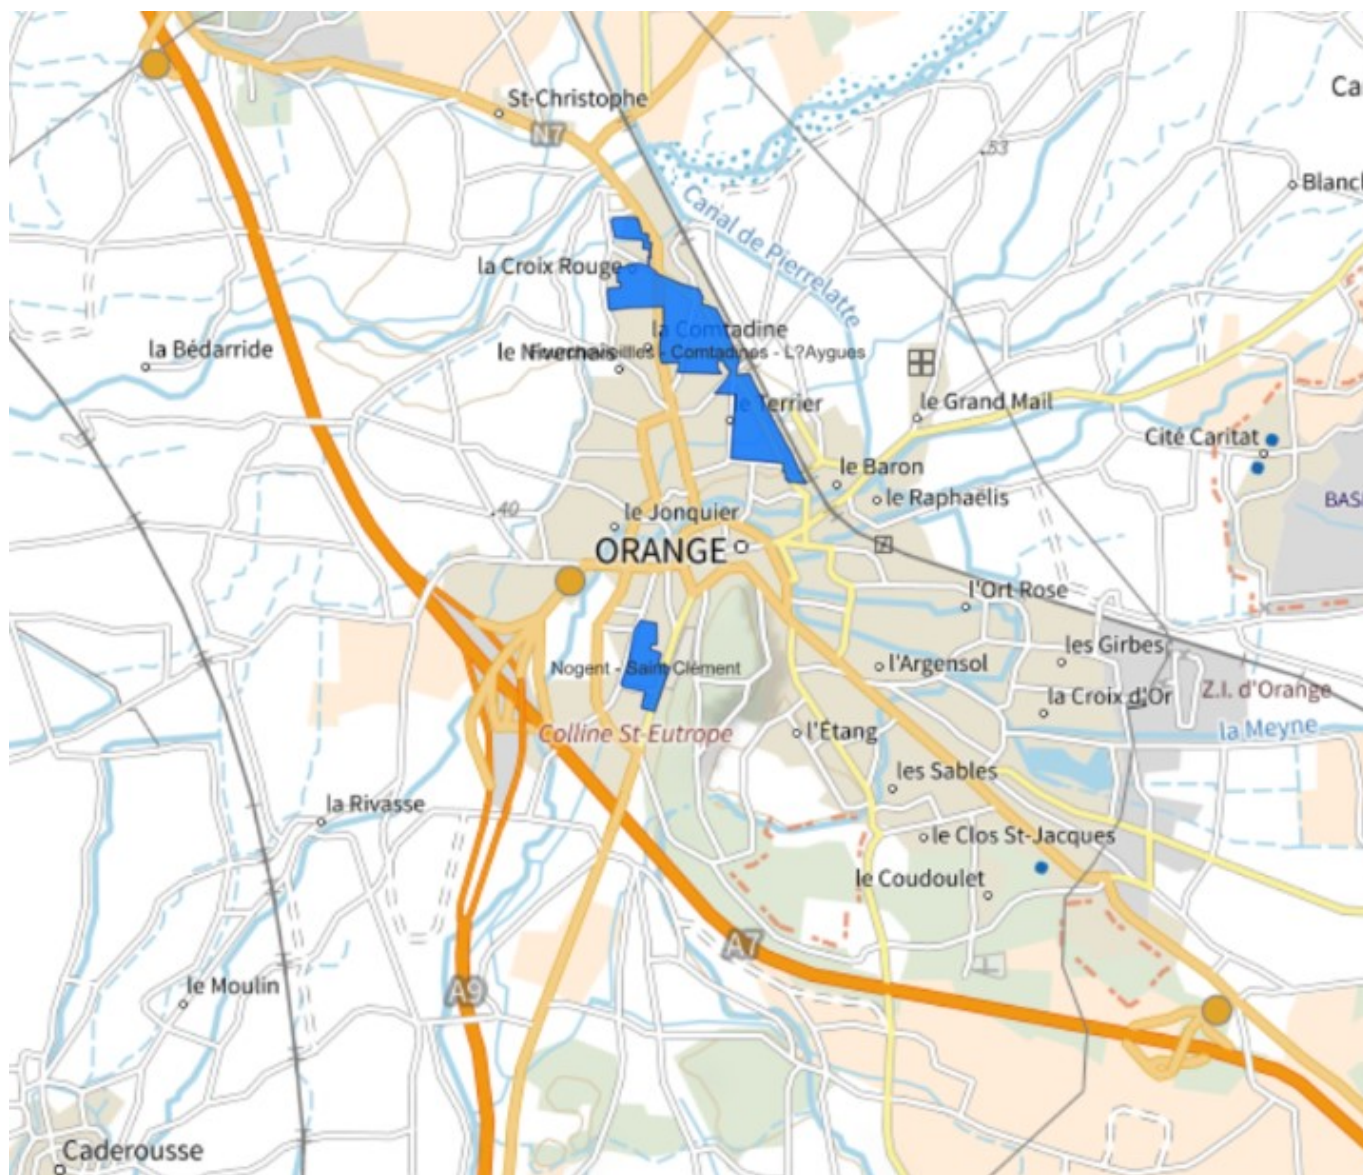 Ca
St-Christophe
N7
53
Blanch
Canal de Pierrelatte
la Croix Rouge
la Comtadine
la Bédarride
le Nivernais
- Comtadines - L?Aygues
le Terrier
le Grand Mail
Cité Caritat
le Baron
le Raphaëlis
BAS
40
le Jonquier
ORANGE
l'Ort Rose
les Girbes
l'Argensol
Nogent - Saint Clément
Z.I. d'Orange
la Croix d'Or
la Meyne
l'Étang
Colline St-Eutrope
les Sables
la Rivasse
le Clos St-Jacques
le Coudoulet
A7
A9
le Moulin
Caderousse